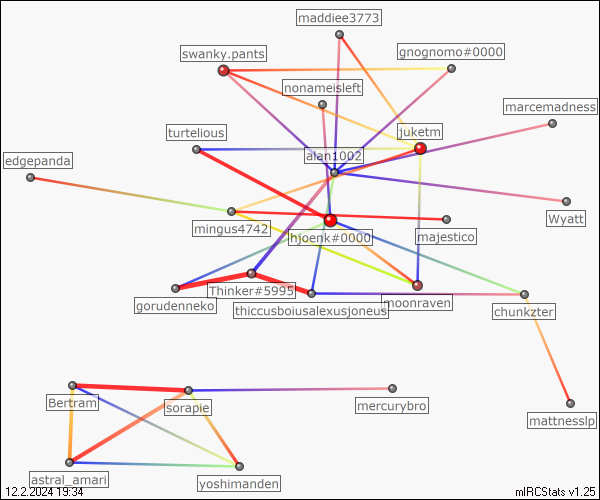 maddiee3773
swanky.pants
gnognomo#0000
nonameisleft
marcemadness
turtelious
juketm
alan1002
edgepanda
mingus4742
hjoenk#0000
majestico
Wyatt
gorudenneko
Thinker#5995
thiccusboiusalexusjoneus
moonraven
chunkzter
Bertram
sorapie
mercurybro
mattnesslp
astral_amari
yoshimanden
12.2.2024 19:34
mIRCStats v1.25